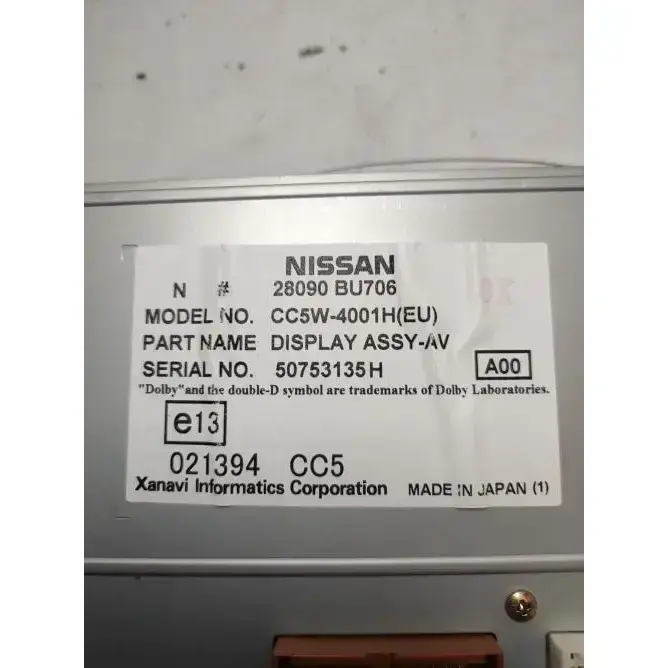 NISSAN
N # 28090 BU706
MODEL NO. CC5W-4001H(EU)
PART NAME DISPLAY ASSY-AV
SERIAL NO. 50753135H A00
"Dolby"and the double-D symbol are trademarks of Dolby Laboratories.
e13
021394 CC5
Xanavi Informatics Corporation MADE IN JAPAN (1)